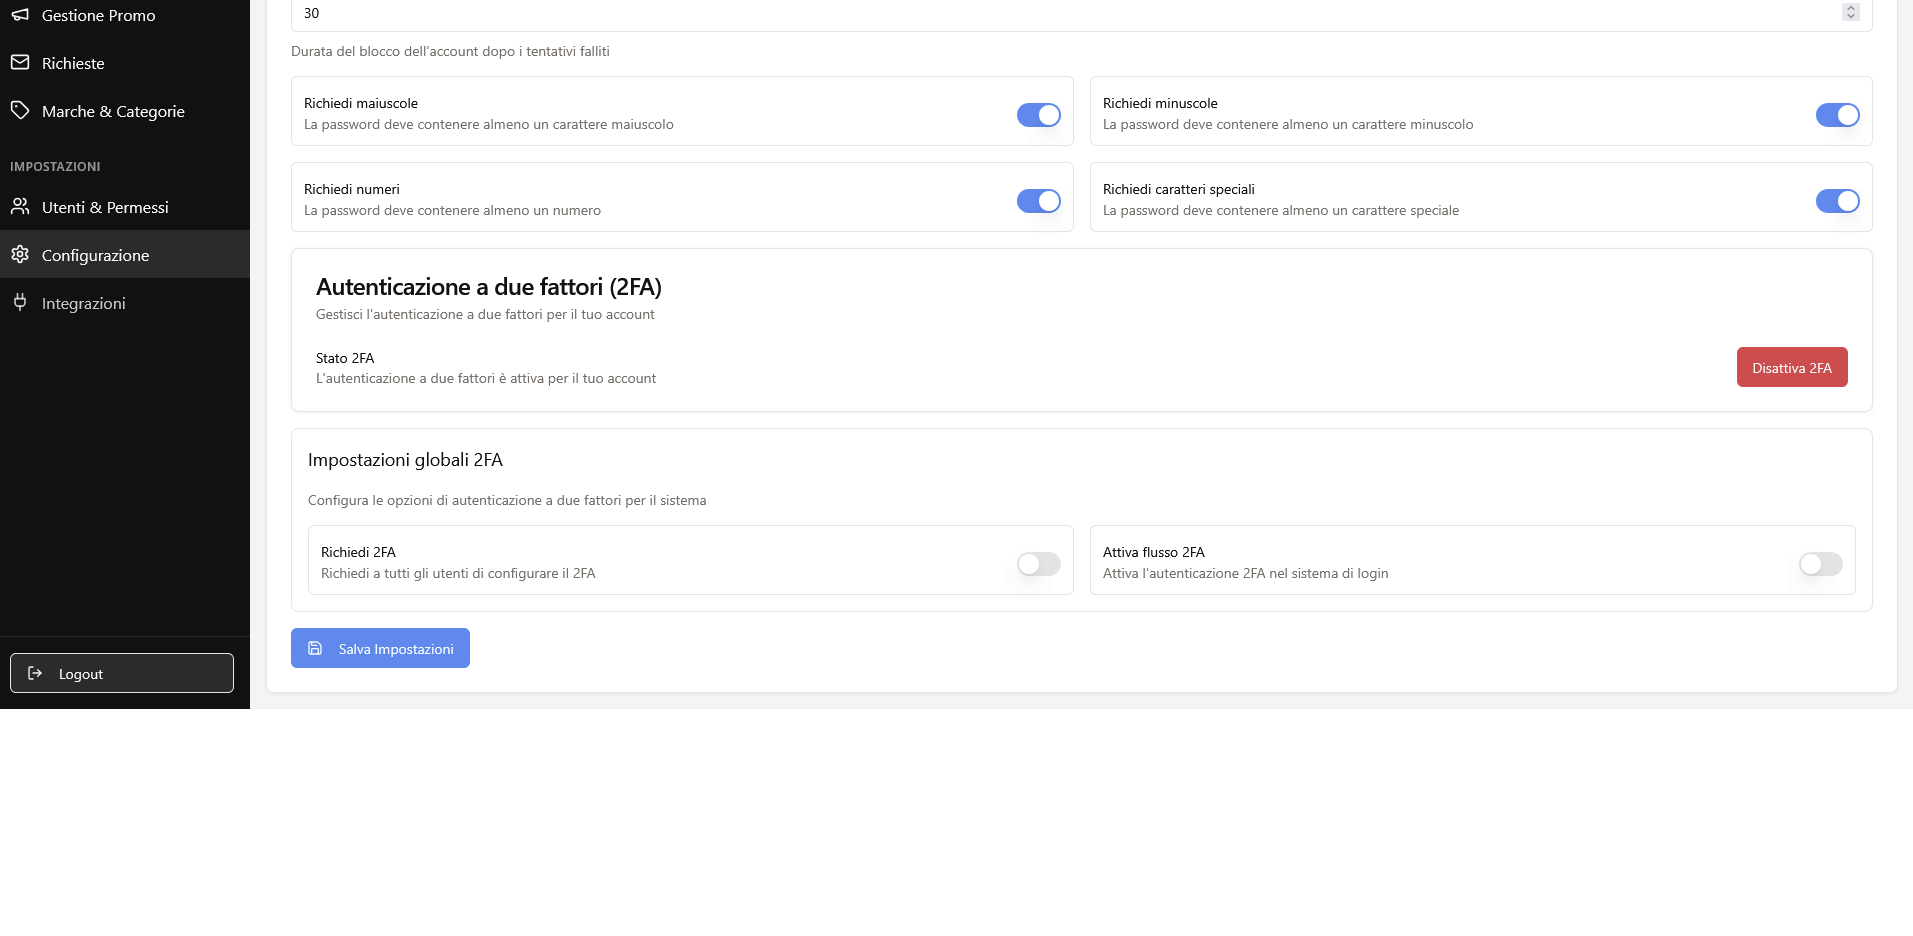 Gestione Promo
Richieste
Marche & Categorie
IMPOSTAZIONI
Utenti & Permessi
Configurazione
Integrazioni
Logout
30
Durata del blocco dell'account dopo i tentativi falliti
Richiedi maiuscole
La password deve contenere almeno un carattere maiuscolo
Richiedi minuscole
La password deve contenere almeno un carattere minuscolo
Richiedi numeri
La password deve contenere almeno un numero
Richiedi caratteri speciali
La password deve contenere almeno un carattere speciale
Autenticazione a due fattori (2FA)
Gestisci l'autenticazione a due fattori per il tuo account
Stato 2FA
L'autenticazione a due fattori è attiva per il tuo account
Disattiva 2FA
Impostazioni globali 2FA
Configura le opzioni di autenticazione a due fattori per il sistema
Richiedi 2FA
Richiedi a tutti gli utenti di configurare il 2FA
Attiva flusso 2FA
Attiva l'autenticazione 2FA nel sistema di login
Salva Impostazioni